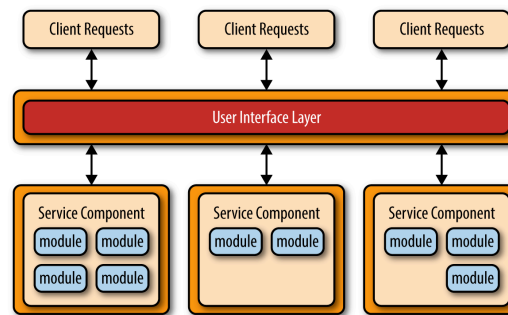 Client Requests Client Requests Client Requests
User Interface Layer
Service Component Service Component Service Component
module module module module module module
module module module